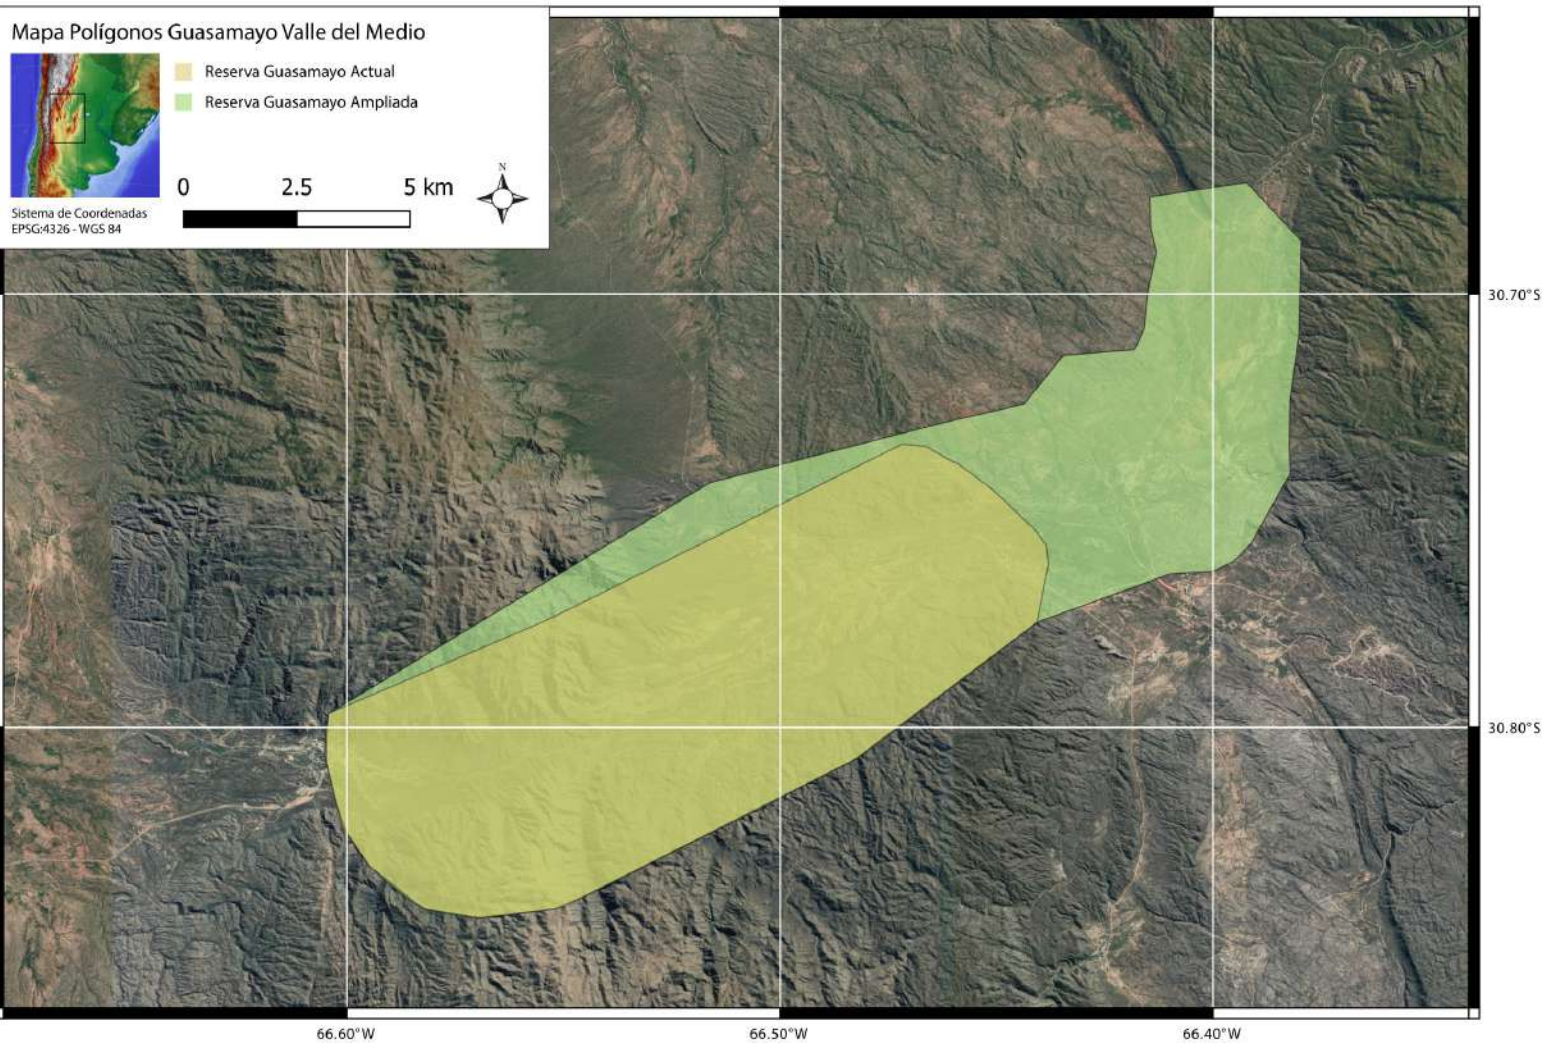 Mapa Polígonos Guasamayo Valle del Medio
Reserva Guasamayo Actual
Reserva Guasamayo Ampliada
N
0 2.5 5 km
Sistema de Coordenadas
EPSG:4326 - WGS 84
30.70°S
30.80°S
66.60°W 66.50°W 66.40°W